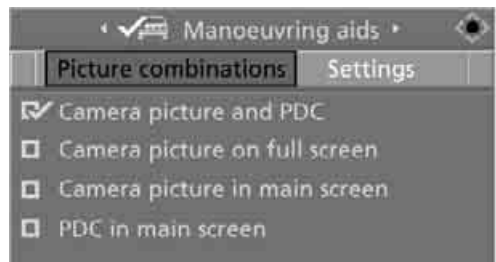 Manoeuvring aids
Picture combinations Settings
Camera picture and PDC
Camera picture on full screen
Camera picture in main screen
PDC in main screen